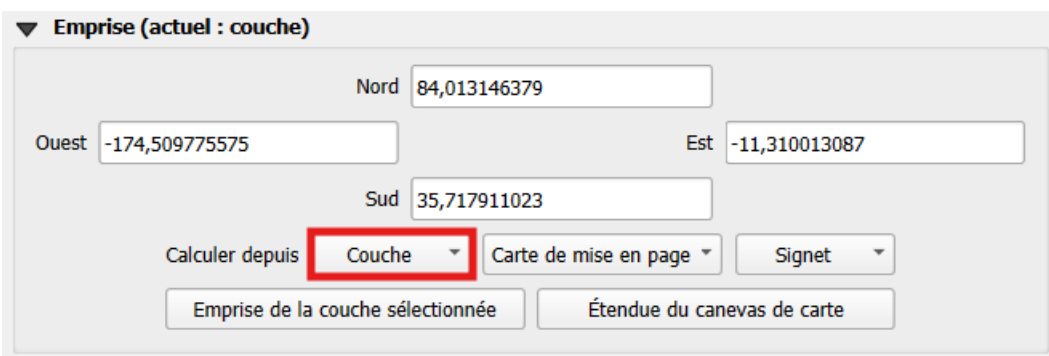 Emprise (actuel : couche)
Nord 84,013146379
Ouest -174,509775575 Est -11,310013087
Sud 35,717911023
Calculer depuis Couche Carte de mise en page Signet
Emprise de la couche sélectionnée Étendue du canevas de carte